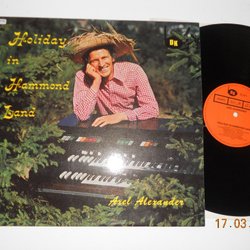 Holiday
in
Hammond
Land
Axel Alexander
17.03